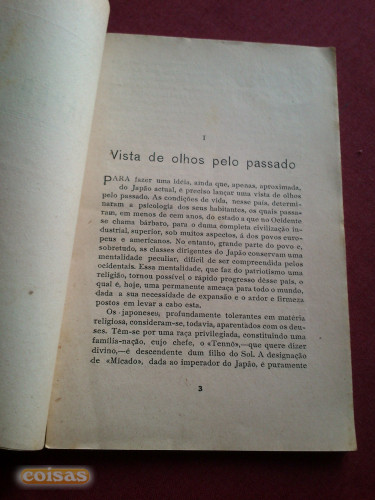 I
Vista de olhos pelo passado
PARA fazer uma idéia, ainda que, apenas, aproximada,
do Japão actual, é preciso lançar uma vista de olhos
pelo passado. As condições de vida, nesse país, determi-
naram a psicologia dos seus habitantes, os quais passa-
ram, em menos de cem anos, do estado a que no Ocidente
se chama bárbaro, para o duma completa civilização in-
dustrial, superior, sob muitos aspectos, à dos povos euro-
peus e americanos. No entanto, grande parte do povo e,
sobretudo, as classes dirigentes do Japão conservam uma
mentalidade peculiar, difícil de ser compreendida pelos
ocidentais. Essa mentalidade, que faz do patriotismo uma
religião, tornou possível o rápido progresso dêsse país, o
qual é, hoje, uma permanente ameaça para todo o mundo,
dada a sua necessidade de expansão e o ardor e firmeza
postos em levar a cabo esta.
Os japoneses, profundamente tolerantes em matéria
religiosa, consideram-se, todavia, aparentados com os deu-
ses. Têm-se por uma raça privilegiada, constituindo uma
família-nação, cujo chefe, o «Tennô»,—que quere dizer
divino,—é descendente dum filho do Sol. A designação
de «Micado», dada ao imperador do Japão, é puramente
3
coisas